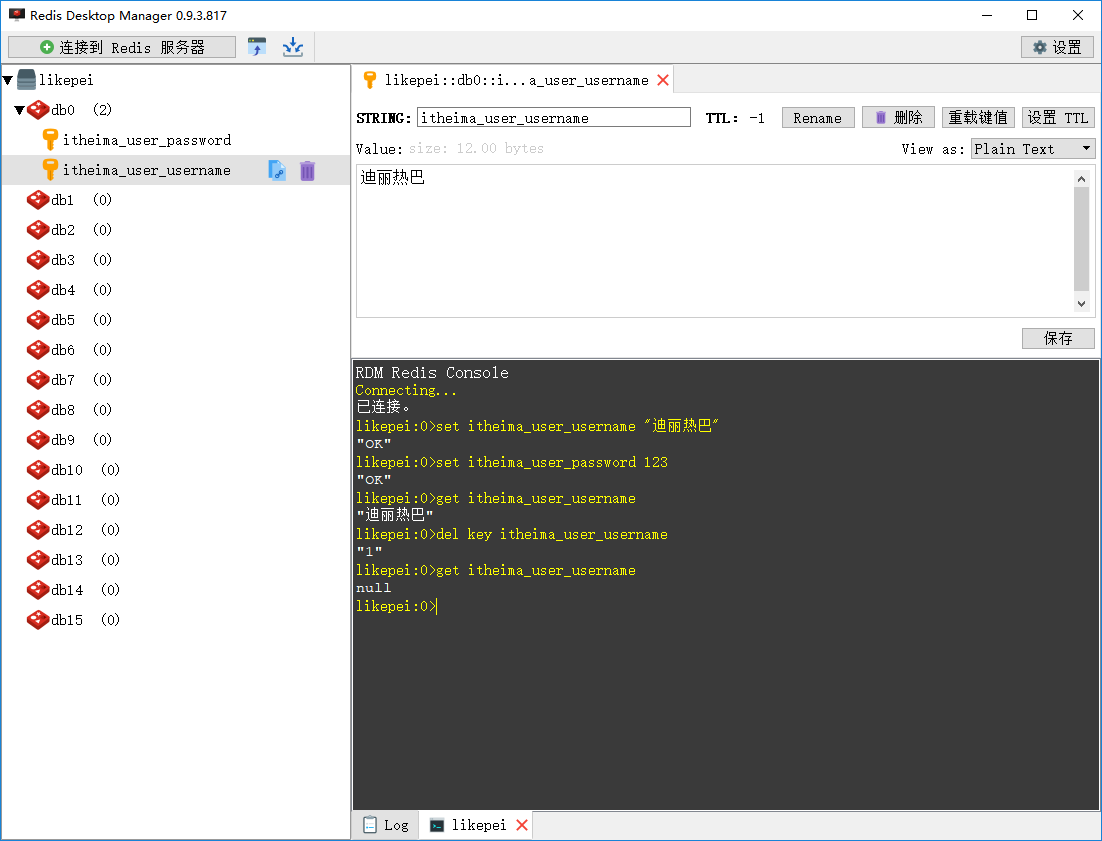 Redis Desktop Manager 0.9.3.817
连接到 Redis 服务器
设置
likepei
db0 (2)
itheima_user_password
itheima_user_username
db1 (0)
db2 (0)
db3 (0)
db4 (0)
db5 (0)
db6 (0)
db7 (0)
db8 (0)
db9 (0)
db10 (0)
db11 (0)
db12 (0)
db13 (0)
db14 (0)
db15 (0)
likepei::db0::i...a_user_username
STRING: itheima_user_username TTL: -1 Rename 删除 重载键值 设置 TTL
Value: size: 12.00 bytes View as: Plain Text
迪丽热巴
保存
RDM Redis Console
Connecting...
已连接。
likepei:0>set itheima_user_username "迪丽热巴"
"OK"
likepei:0>set itheima_user_password 123
"OK"
likepei:0>get itheima_user_username
"迪丽热巴"
likepei:0>del key itheima_user_username
"1"
likepei:0>get itheima_user_username
null
likepei:0>
Log likepei